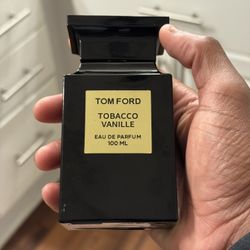 TOM FORD
TOBACCO
VANILLE
EAU DE PARFUM
100 ML